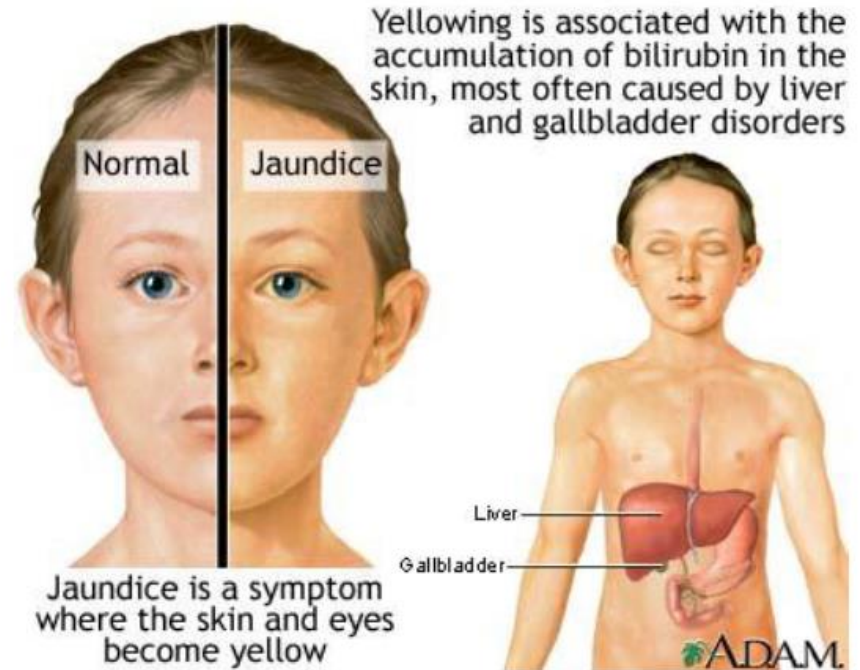 Yellowing is associated with the
accumulation of bilirubin in the
skin, most often caused by liver
and gallbladder disorders
Normal
Jaundice
Liver
Gallbladder
Jaundice is a symptom
where the skin and eyes
become yellow
A.D.A.M.